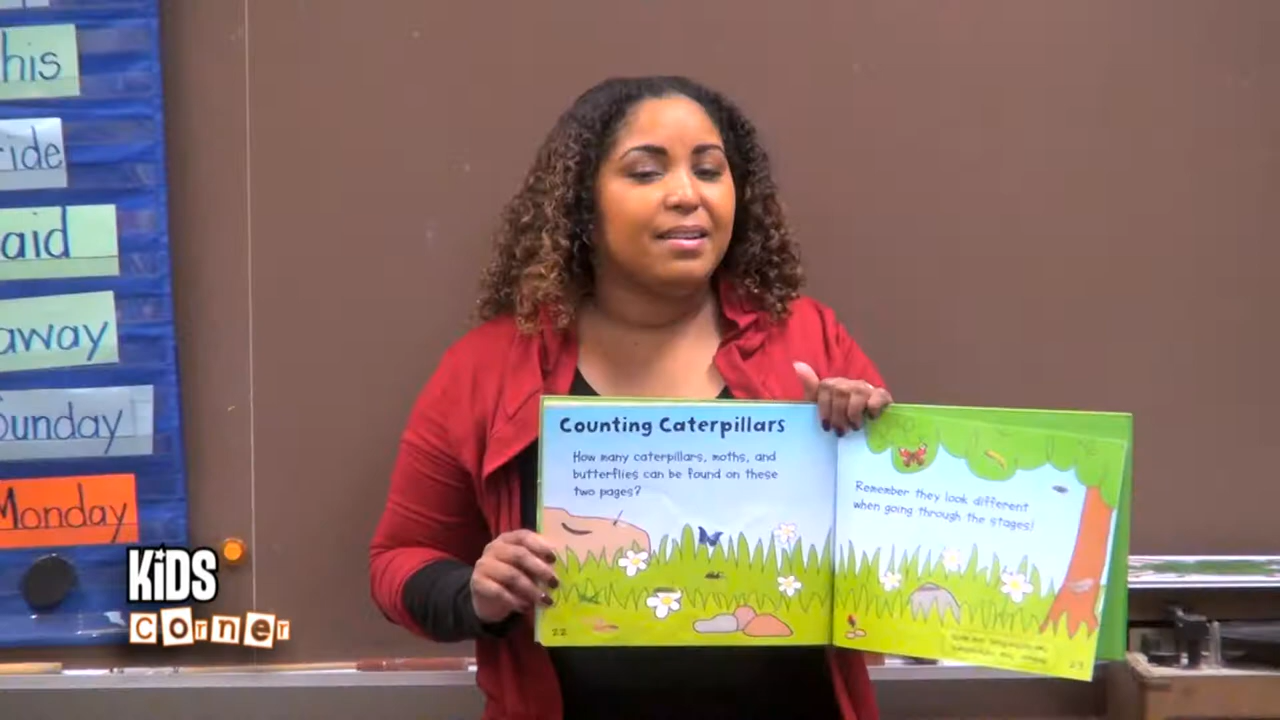 his
ride
aid
away
Sunday
Monday
KiDS
Corner
Counting Caterpillars
How many caterpillars, moths, and
butterflies can be found on these
two pages?
22
Remember they look different
when going through the stages!
23